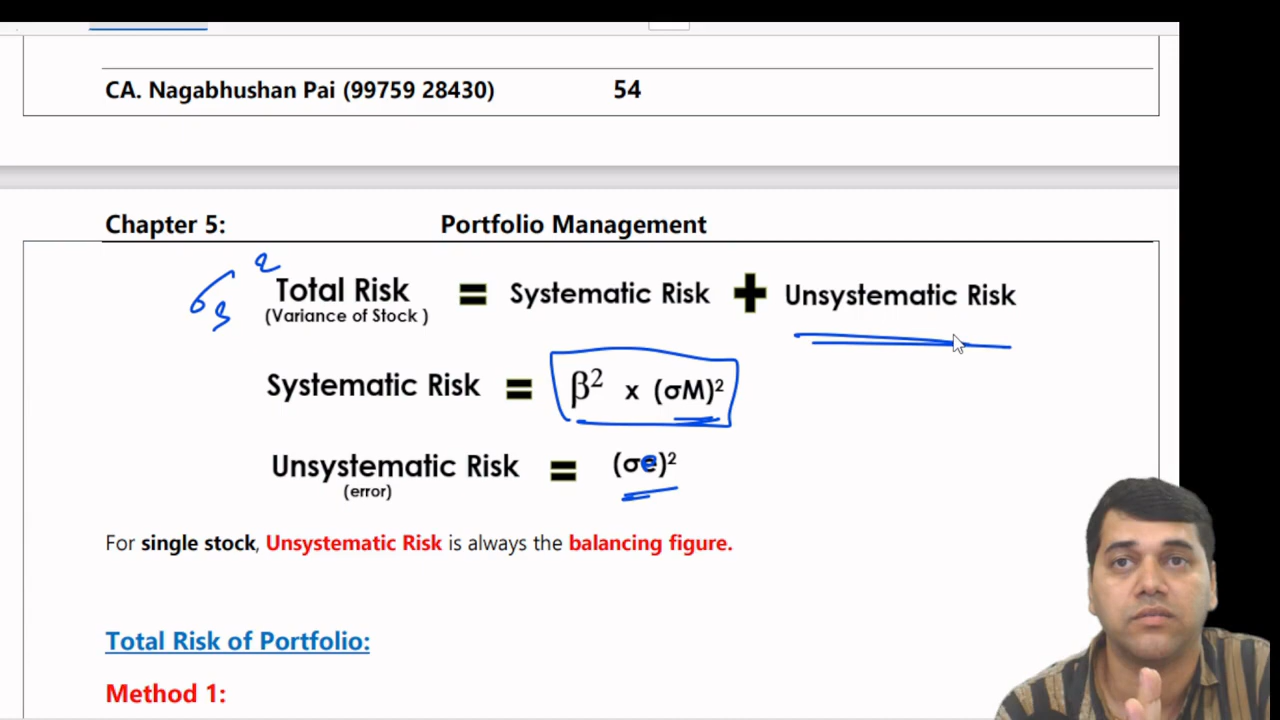 CA. Nagabhushan Pai (99759 28430) 54
Chapter 5: Portfolio Management
σs² Total Risk = Systematic Risk + Unsystematic Risk
(Variance of Stock )
Systematic Risk = β² x (σM)²
Unsystematic Risk = (σe)²
(error)
For single stock, Unsystematic Risk is always the balancing figure.
Total Risk of Portfolio:
Method 1: